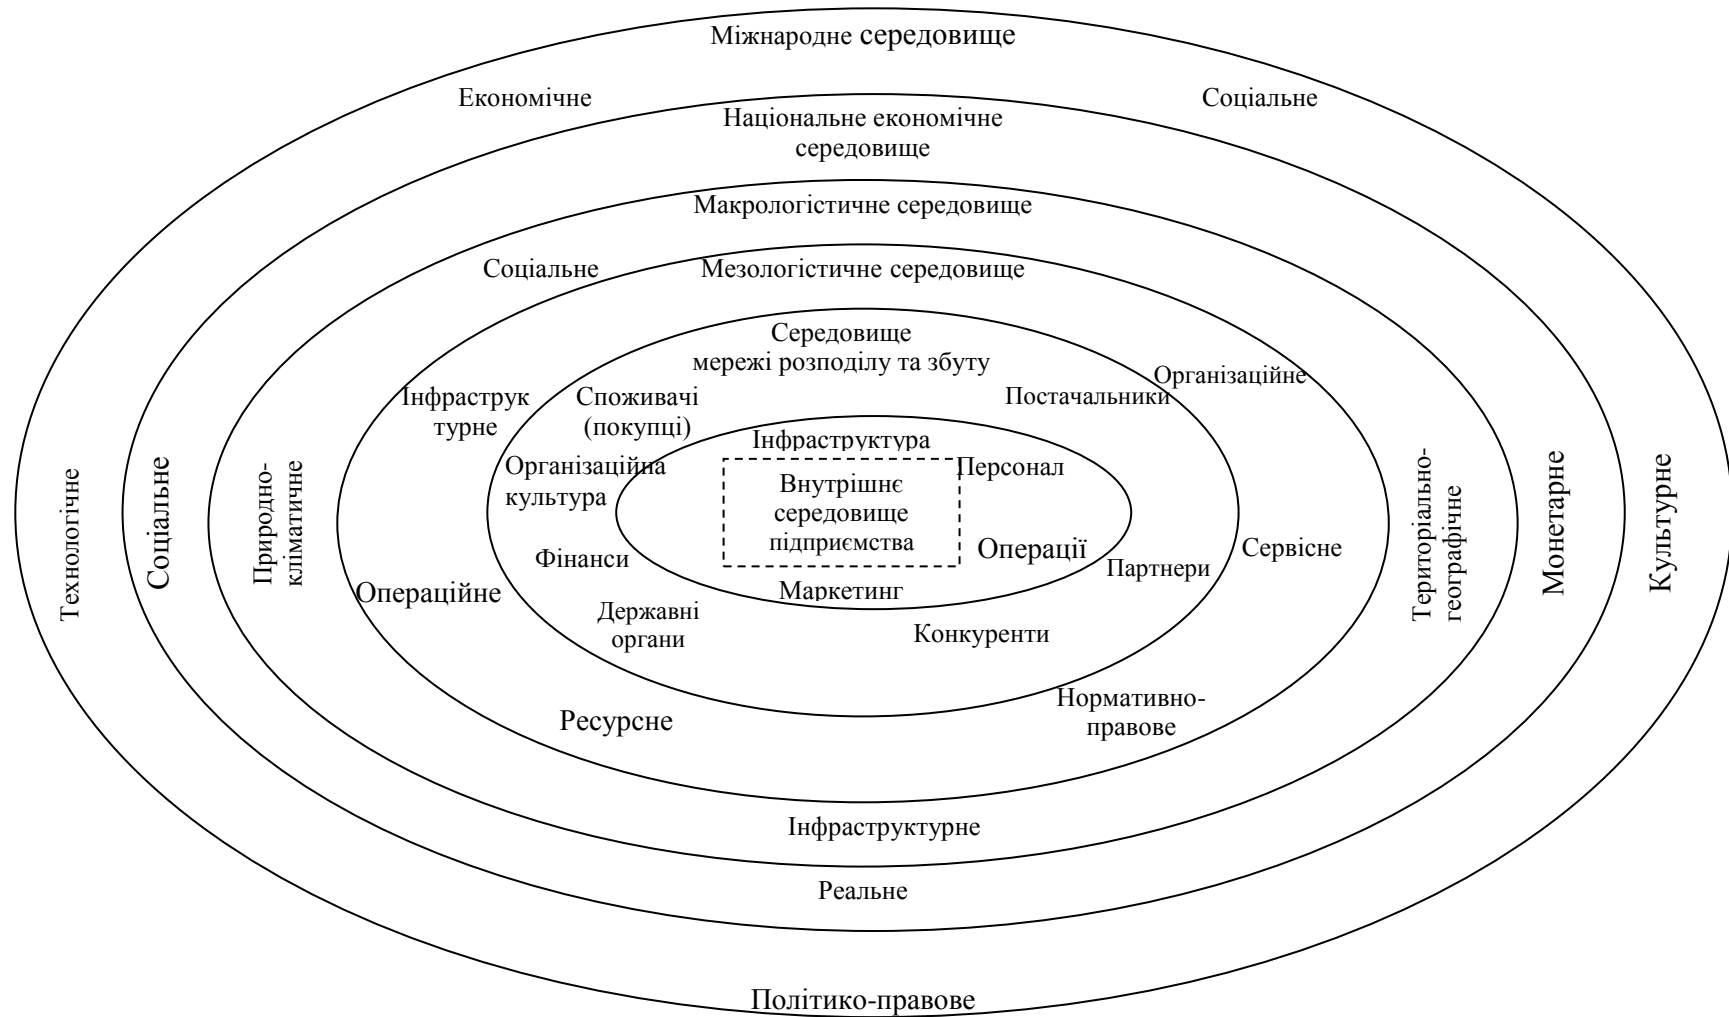 Міжнародне середовище
Економічне
Соціальне
Національне економічне
середовище
Макрологістичне середовище
Соціальне
Мезологістичне середовище
Середовище
мережі розподілу та збуту
Організаційне
Інфраструк
турне
Споживачі
(покупці)
Постачальники
Інфраструктура
Організаційна
культура
Персонал
Внутрішнє
середовище
підприємства
Технологічне
Соціальне
Природно-
кліматичне
Територіально-
географічне
Монетарне
Культурне
Фінанси
Операції
Партнери
Сервісне
Операційне
Маркетинг
Державні
органи
Конкуренти
Ресурсне
Нормативно-
правове
Інфраструктурне
Реальне
Політико-правове